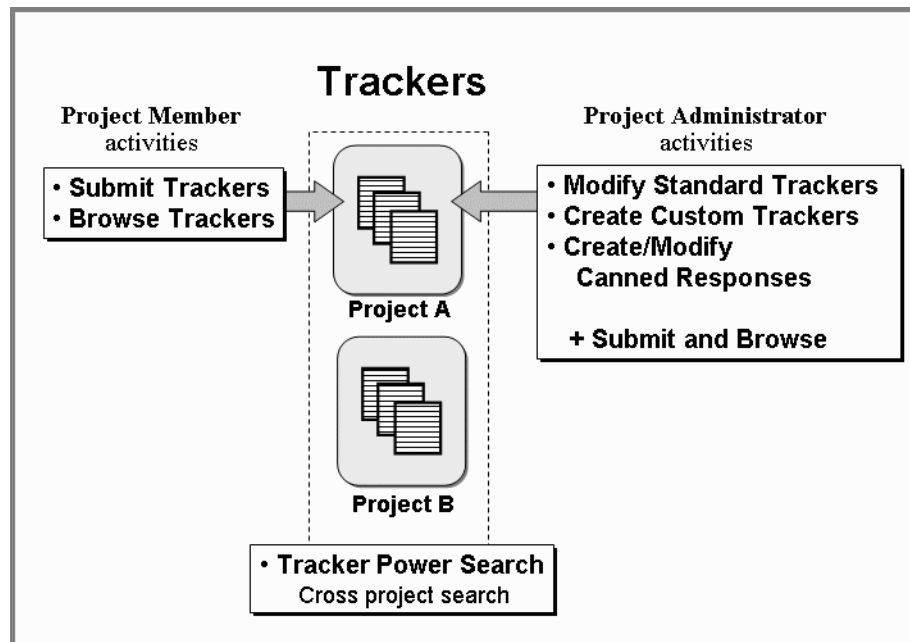 Trackers
Project Member
activities
• Submit Trackers
• Browse Trackers
Project Administrator
activities
• Modify Standard Trackers
• Create Custom Trackers
• Create/Modify
Canned Responses
+ Submit and Browse
Project A
Project B
• Tracker Power Search
Cross project search